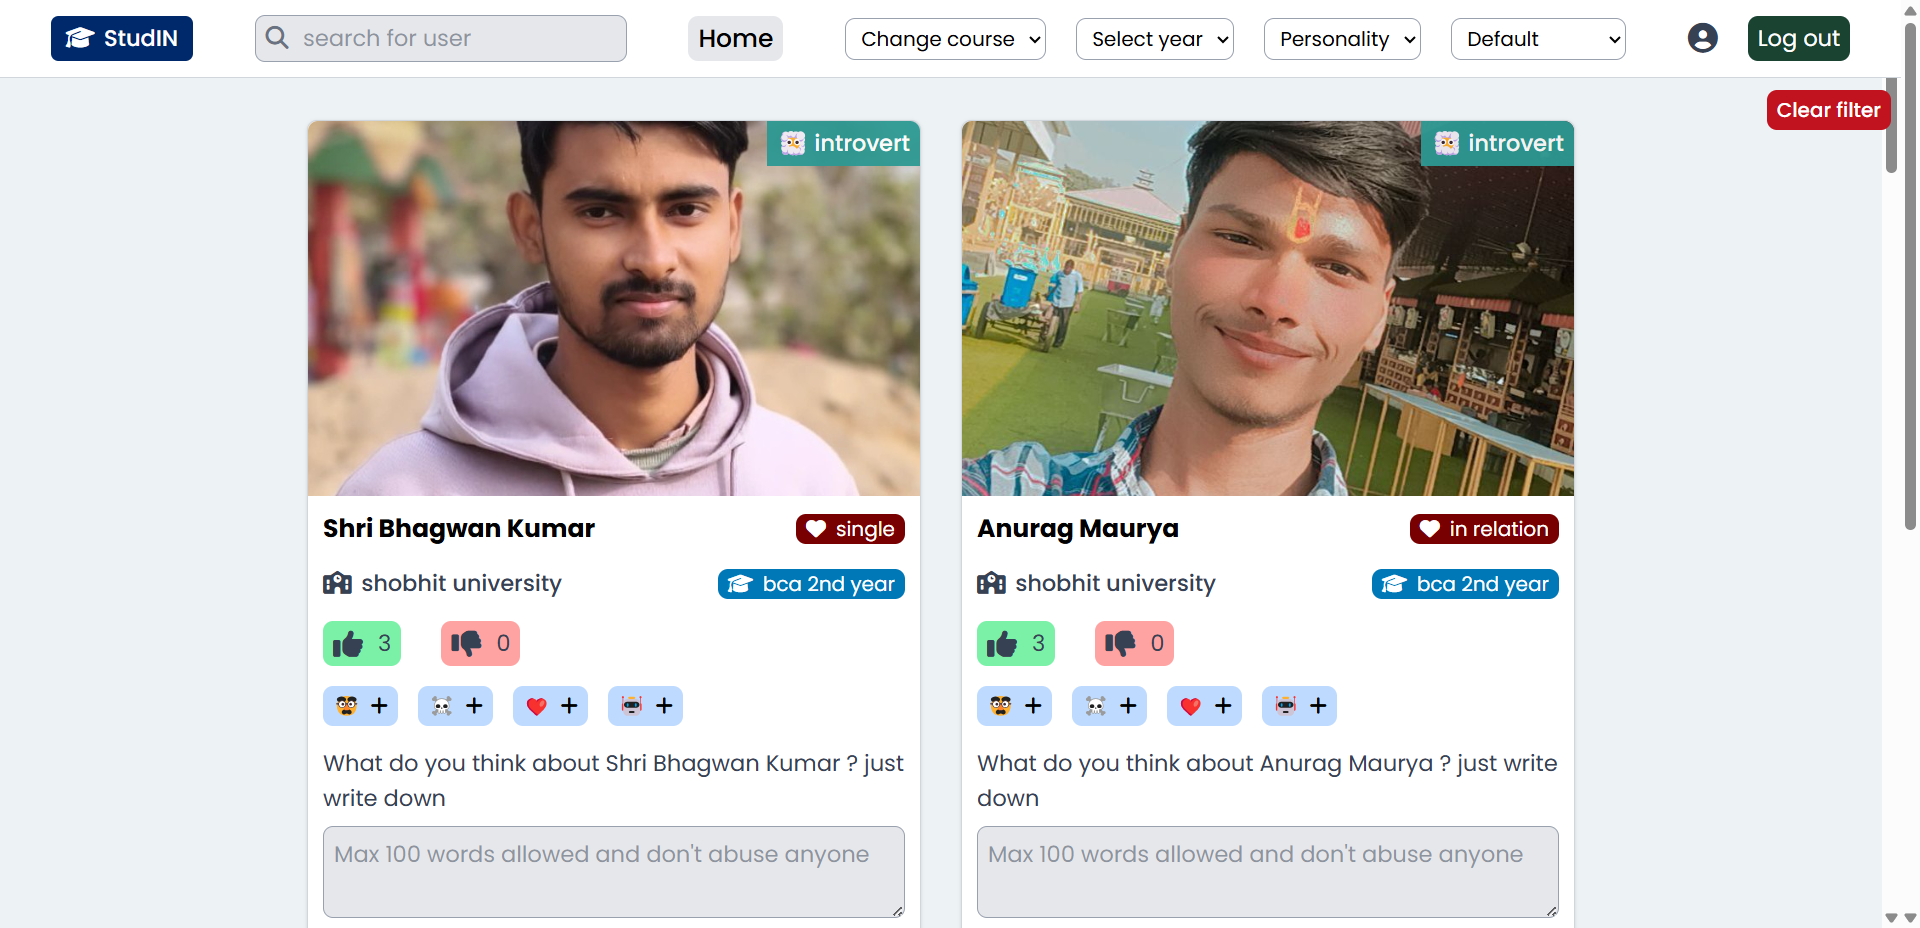 StudIN
search for user
Home
Change course
Select year
Personality
Default
Log out
Clear filter
introvert
Shri Bhagwan Kumar
single
shobhit university
bca 2nd year
3
0
+
+
+
+
What do you think about Shri Bhagwan Kumar ? just
write down
Max 100 words allowed and don't abuse anyone
introvert
Anurag Maurya
in relation
shobhit university
bca 2nd year
3
0
+
+
+
+
What do you think about Anurag Maurya ? just write
down
Max 100 words allowed and don't abuse anyone